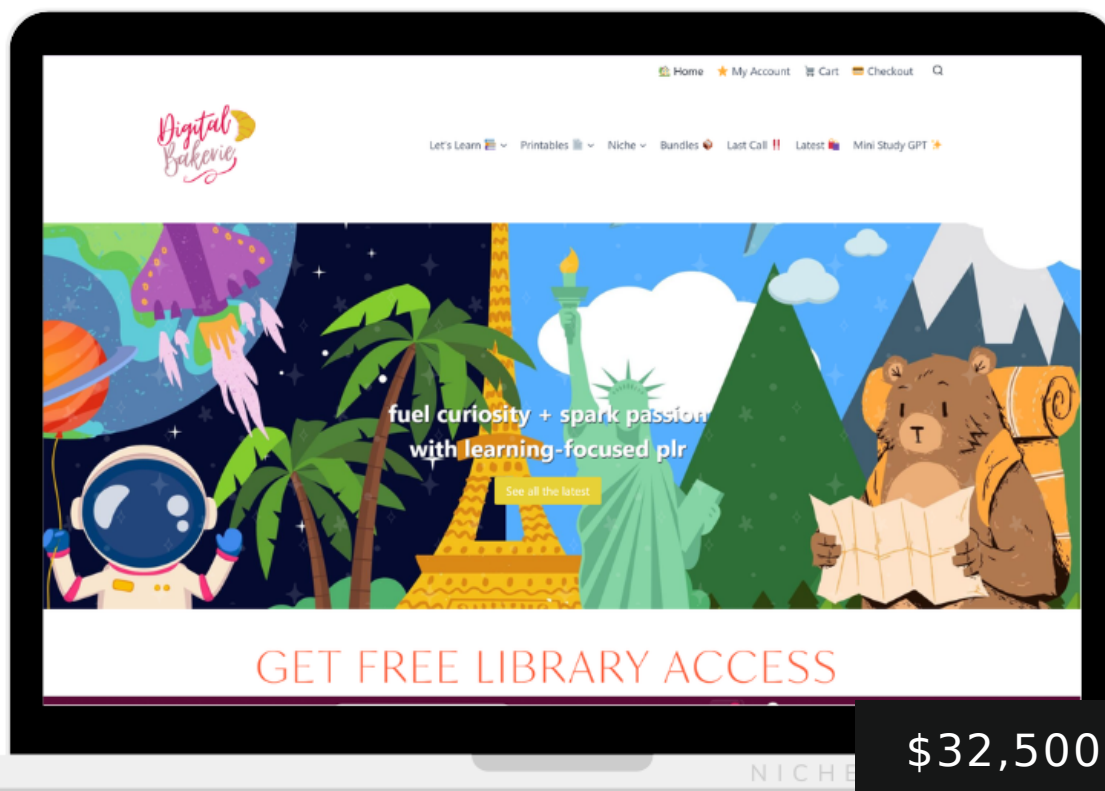 Home My Account Cart Checkout
Digital
Bakerie
Let's Learn Printables Niche Bundles Last Call !! Latest Mini Study GPT
fuel curiosity + spark passion
with learning-focused plr
See all the latest
GET FREE LIBRARY ACCESS
NICHE
$32,500